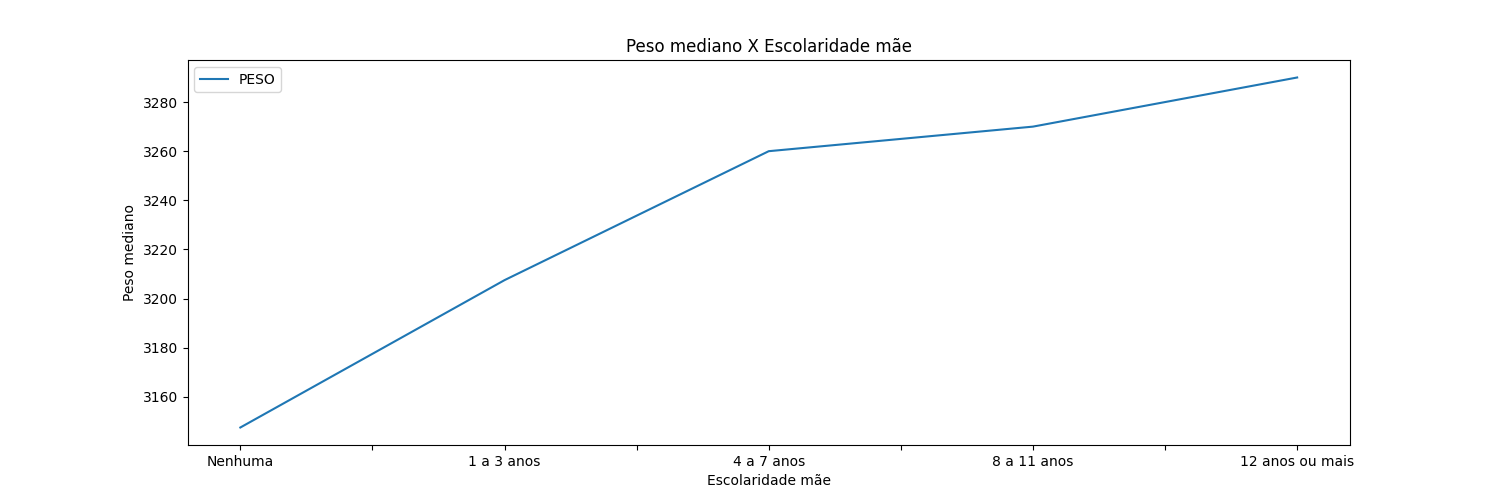 Peso mediano X Escolaridade mãe
PESO
3280
3260
3240
3220
3200
3180
3160
Peso mediano
Nenhuma 1 a 3 anos 4 a 7 anos 8 a 11 anos 12 anos ou mais
Escolaridade mãe